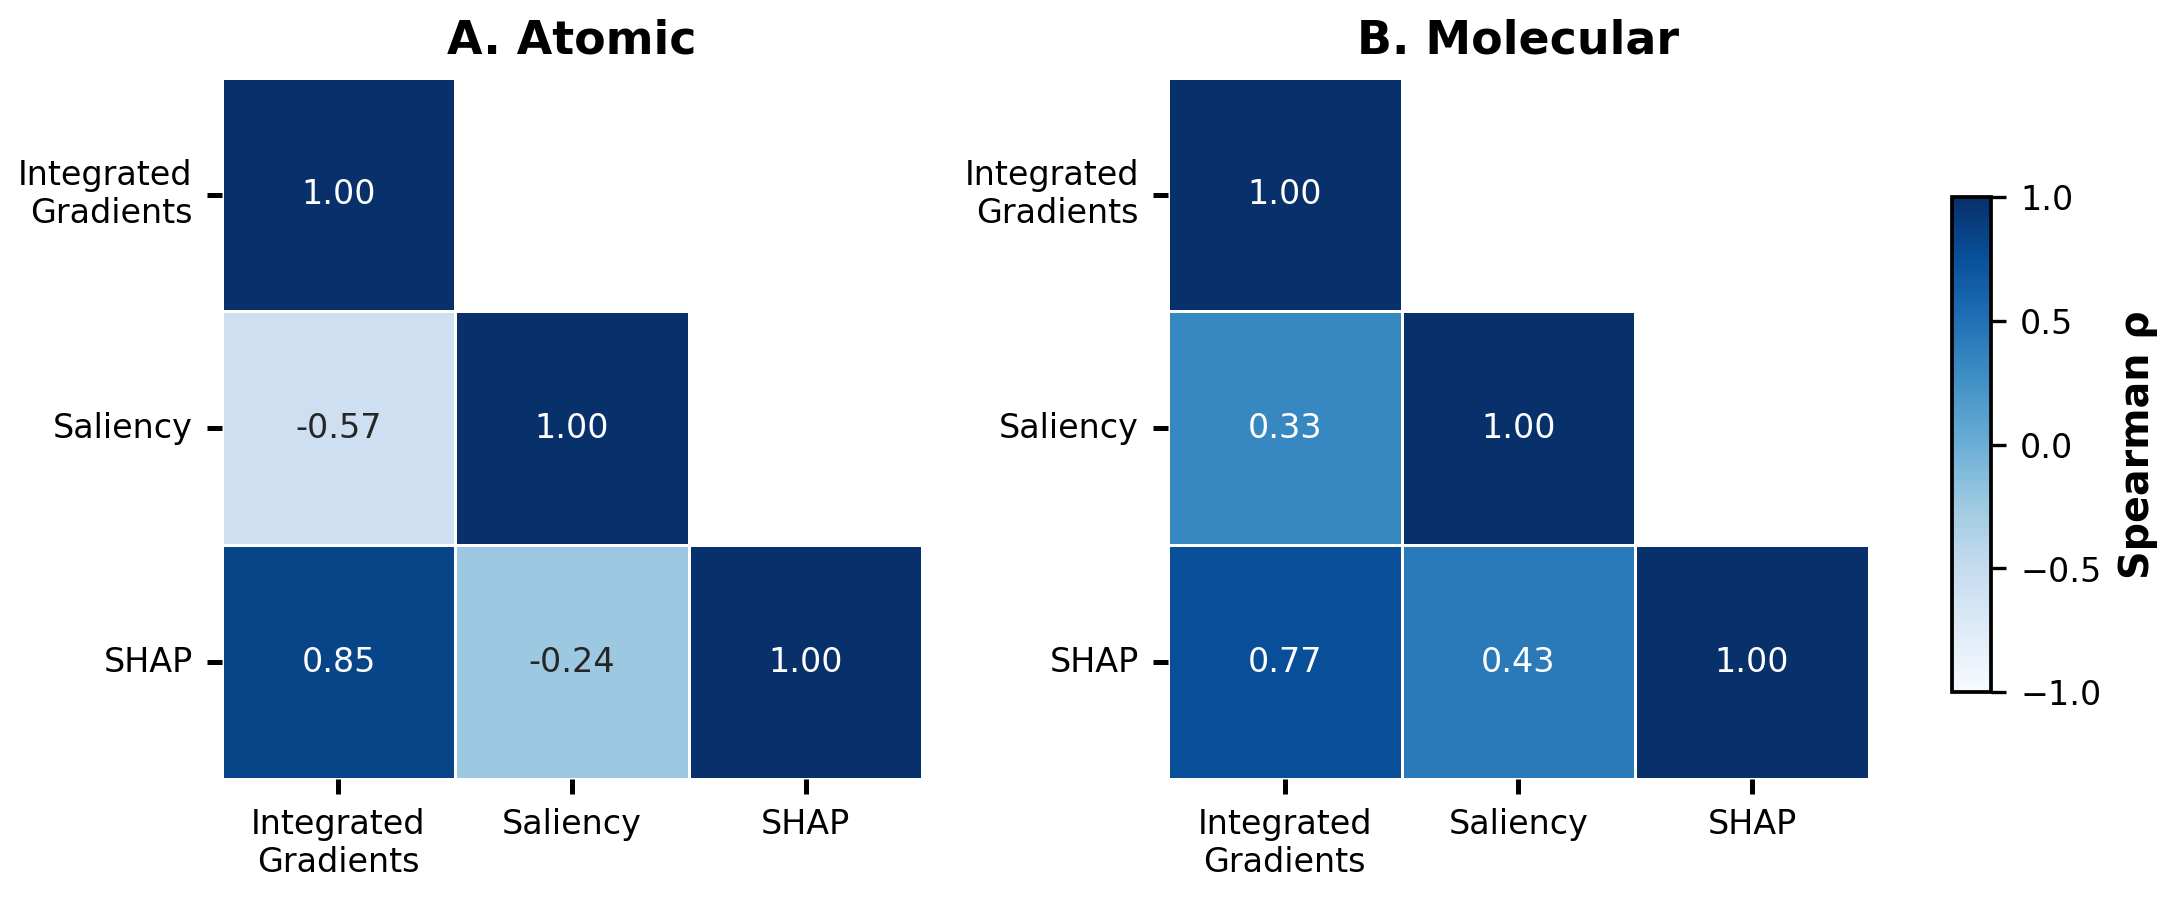 A. Atomic
Integrated
Gradients
1.00
Saliency
-0.57
1.00
SHAP
0.85
-0.24
1.00
Integrated
Gradients
Saliency
SHAP
B. Molecular
Integrated
Gradients
1.00
Saliency
0.33
1.00
SHAP
0.77
0.43
1.00
Integrated
Gradients
Saliency
SHAP
1.0
0.5
0.0
−0.5
−1.0
Spearman ρ